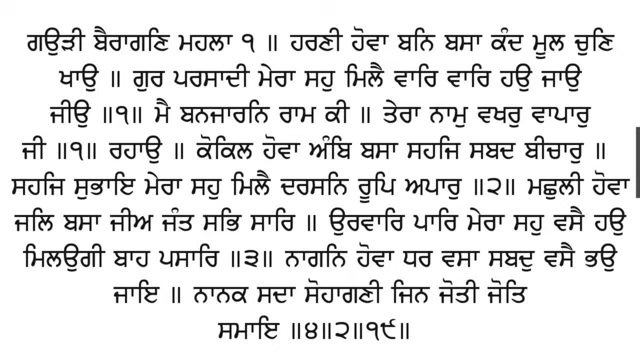 ਗਉੜੀ ਬੈਰਾਗਣਿ ਮਹਲਾ ੧ ॥ ਹਰਣੀ ਹੋਵਾ ਬਨਿ ਬਸਾ ਕੰਦ ਮੂਲ ਚੁਣਿ
ਖਾਉ ॥ ਗੁਰ ਪਰਸਾਦੀ ਮੇਰਾ ਸਹੁ ਮਿਲੈ ਵਾਰਿ ਵਾਰਿ ਹਉ ਜਾਉ
ਜੀਉ ॥੧॥ ਮੈ ਬਨਜਾਰਨਿ ਰਾਮ ਕੀ ॥ ਤੇਰਾ ਨਾਮੁ ਵਖਰੁ ਵਾਪਾਰੁ
ਜੀ ॥੧॥ ਰਹਾਉ ॥ ਕੋਕਿਲ ਹੋਵਾ ਅੰਬਿ ਬਸਾ ਸਹਜਿ ਸਬਦ ਬੀਚਾਰੁ ॥
ਸਹਜਿ ਸੁਭਾਇ ਮੇਰਾ ਸਹੁ ਮਿਲੈ ਦਰਸਨਿ ਰੂਪਿ ਅਪਾਰੁ ॥੨॥ ਮਛੁਲੀ ਹੋਵਾ
ਜਲਿ ਬਸਾ ਜੀਅ ਜੰਤ ਸਭਿ ਸਾਰਿ ॥ ਉਰਵਾਰਿ ਪਾਰਿ ਮੇਰਾ ਸਹੁ ਵਸੈ ਹਉ
ਮਿਲਉਗੀ ਬਾਹ ਪਸਾਰਿ ॥੩॥ ਨਾਗਨਿ ਹੋਵਾ ਧਰ ਵਸਾ ਸਬਦੁ ਵਸੈ ਭਉ
ਜਾਇ ॥ ਨਾਨਕ ਸਦਾ ਸੋਹਾਗਣੀ ਜਿਨ ਜੋਤੀ ਜੋਤਿ
ਸਮਾਇ ॥੪॥੨॥੧੯॥